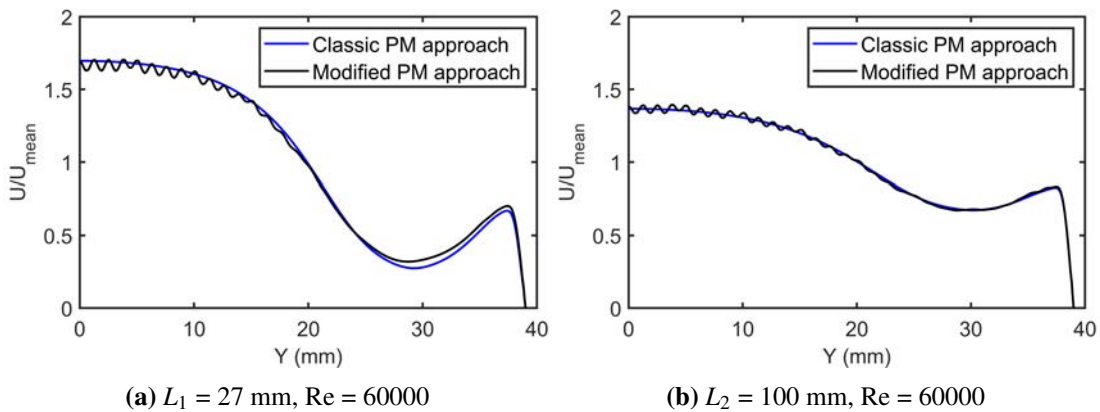 2
1.5
1
0.5
0
U/U_mean
0 10 20 30 40
Y (mm)
Classic PM approach
Modified PM approach
(a) L₁ = 27 mm, Re = 60000
2
1.5
1
0.5
0
U/U_mean
0 10 20 30 40
Y (mm)
Classic PM approach
Modified PM approach
(b) L₂ = 100 mm, Re = 60000